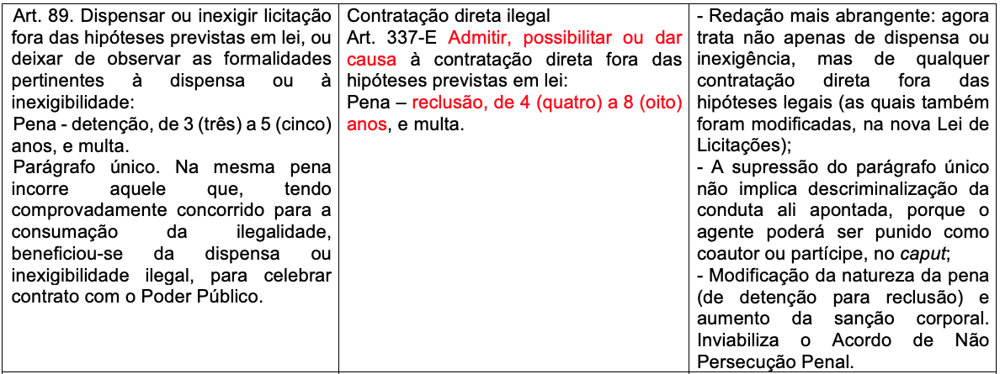 Art. 89. Dispensar ou inexigir licitação
fora das hipóteses previstas em lei, ou
deixar de observar as formalidades
pertinentes à dispensa ou à
inexigibilidade:
Pena - detenção, de 3 (três) a 5 (cinco)
anos, e multa.
Parágrafo único. Na mesma pena
incorre aquele que, tendo
comprovadamente concorrido para a
consumação da ilegalidade,
beneficiou-se da dispensa ou
inexigibilidade ilegal, para celebrar
contrato com o Poder Público.
Contratação direta ilegal
Art. 337-E Admitir, possibilitar ou dar
causa à contratação direta fora das
hipóteses previstas em lei:
Pena – reclusão, de 4 (quatro) a 8 (oito)
anos, e multa.
- Redação mais abrangente: agora
trata não apenas de dispensa ou
inexigência, mas de qualquer
contratação direta fora das
hipóteses legais (as quais também
foram modificadas, na nova Lei de
Licitações);
- A supressão do parágrafo único
não implica descriminalização da
conduta ali apontada, porque o
agente poderá ser punido como
coautor ou partícipe, no caput;
- Modificação da natureza da pena
(de detenção para reclusão) e
aumento da sanção corporal.
Inviabiliza o Acordo de Não
Persecução Penal.